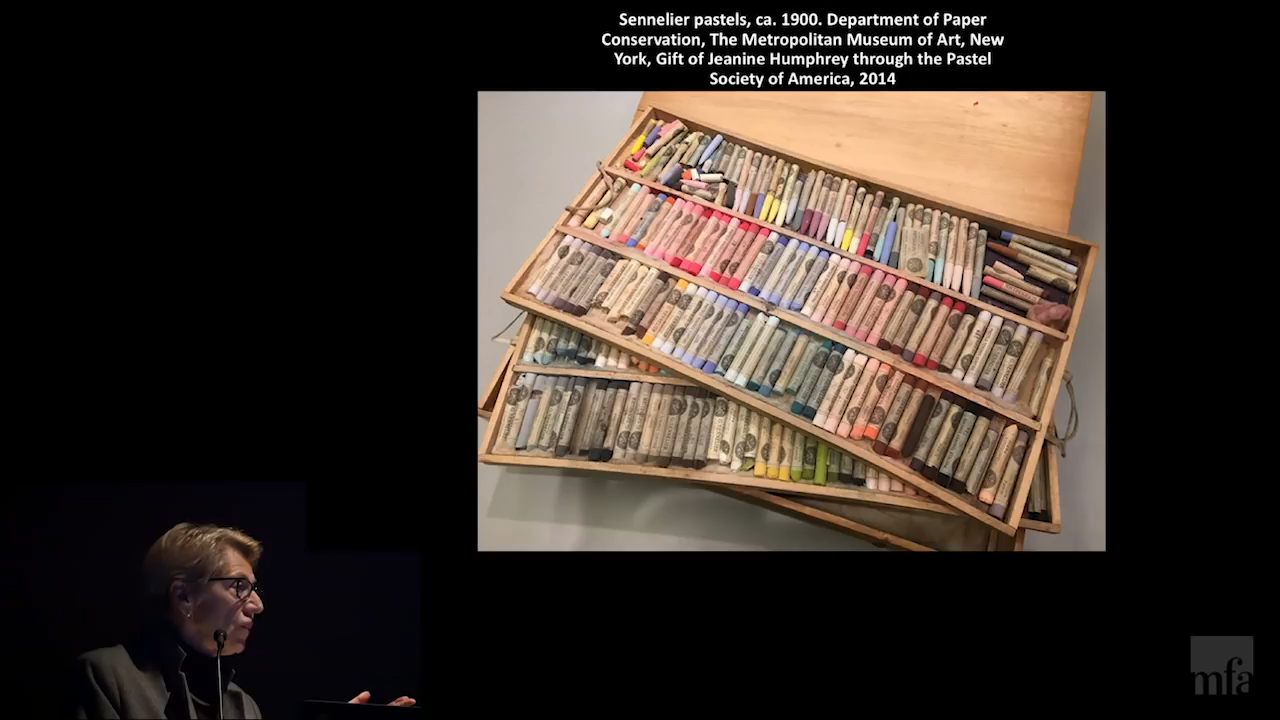 Sennelier pastels, ca. 1900. Department of Paper
Conservation, The Metropolitan Museum of Art, New
York, Gift of Jeanine Humphrey through the Pastel
Society of America, 2014
mfa